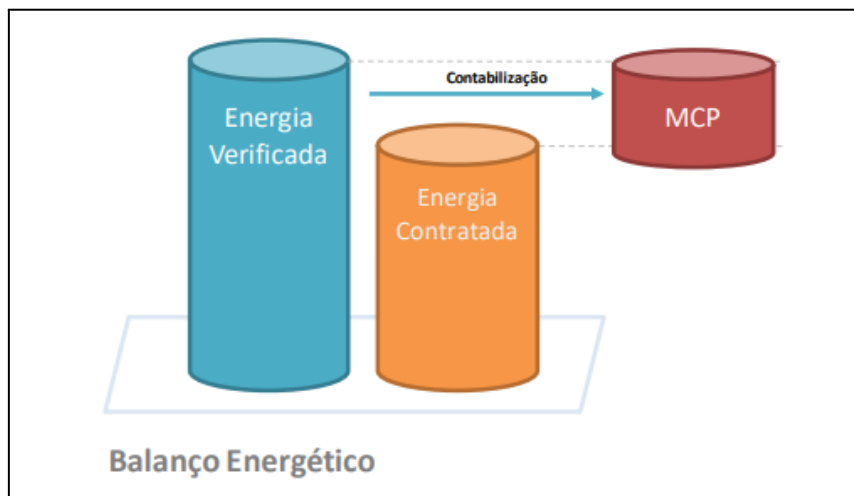 Contabilização
Energia
Verificada
MCP
Energia
Contratada
Balanço Energético